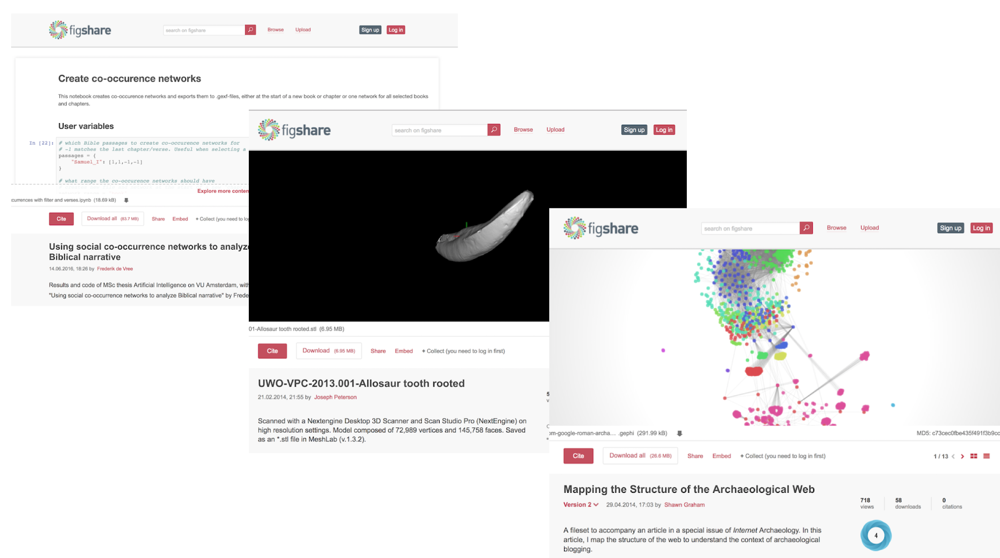 figshare
search on figshare
Browse
Upload
Sign up
Log in
Create co-occurence networks
This notebook creates co-occurence networks and exports them to .gexf-files, either at the start of a new book or chapter or one network for all selected books
and chapters.
User variables
In [22]:
# which Bible passages to create co-occurence networks for
# -1 matches the last chapter/verse. Useful when selecting a
passages = {
"Samuel_I": [1,1,-1,-1]
}
# what range the co-occurence networks should have
Explore more
with filter and verses.ipynb (18.69 kB)
Cite
Download all (83.7 MB)
Share
Embed
+ Collect (you need to
Using social co-occurrence networks to
Biblical narrative
14.06.2016, 18:26 by Frederik de Vree
Results and code of MSc thesis Artificial Intelligence on VU Amsterdam,
"Using social co-occurrence networks to analyze Biblical narrative" by
figshare
search on figshare
Browse
Upload
Sign up
Log in
01-Allosaur tooth rooted.stl (6.95 MB)
Cite
Download (6.95 MB)
Share
Embed
+ Collect (you need to log in first)
UWO-VPC-2013.001-Allosaur tooth rooted
21.02.2014, 21:55 by Joseph Peterson
Scanned with a Nextengine Desktop 3D Scanner and Scan Studio Pro (NextEngine) on
high resolution settings. Model composed of 72,989 vertices and 145,758 faces. Saved
as an *.stl file in MeshLab (v.1.3.2).
figshare
search on figshare
Browse
Upload
Sign up
Log in
om-google-roman-archa... .gephi (291.99 kB)
MD5: c73cec0fbe435f491f3b9cc
Cite
Download all (26.6 MB)
Share
Embed
+ Collect (you need to log in first)
1 / 13
Mapping the Structure of the Archaeological Web
Version 2 29.04.2014, 17:03 by Shawn Graham
718
views
58
downloads
0
citations
A fileset to accompany an article in a special issue of Internet Archaeology. In this
article, I map the structure of the web to understand the context of archaeological
blogging.
4